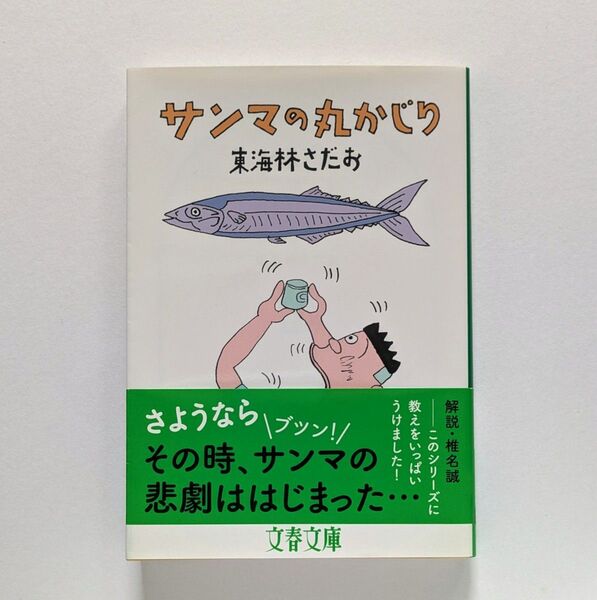 サンマの丸かじり
東海林さだお
さようなら
ブツン!
その時、サンマの
悲劇ははじまった…
解説・椎名誠
──このシリーズに
教えをいっぱい
うけました!
文春文庫